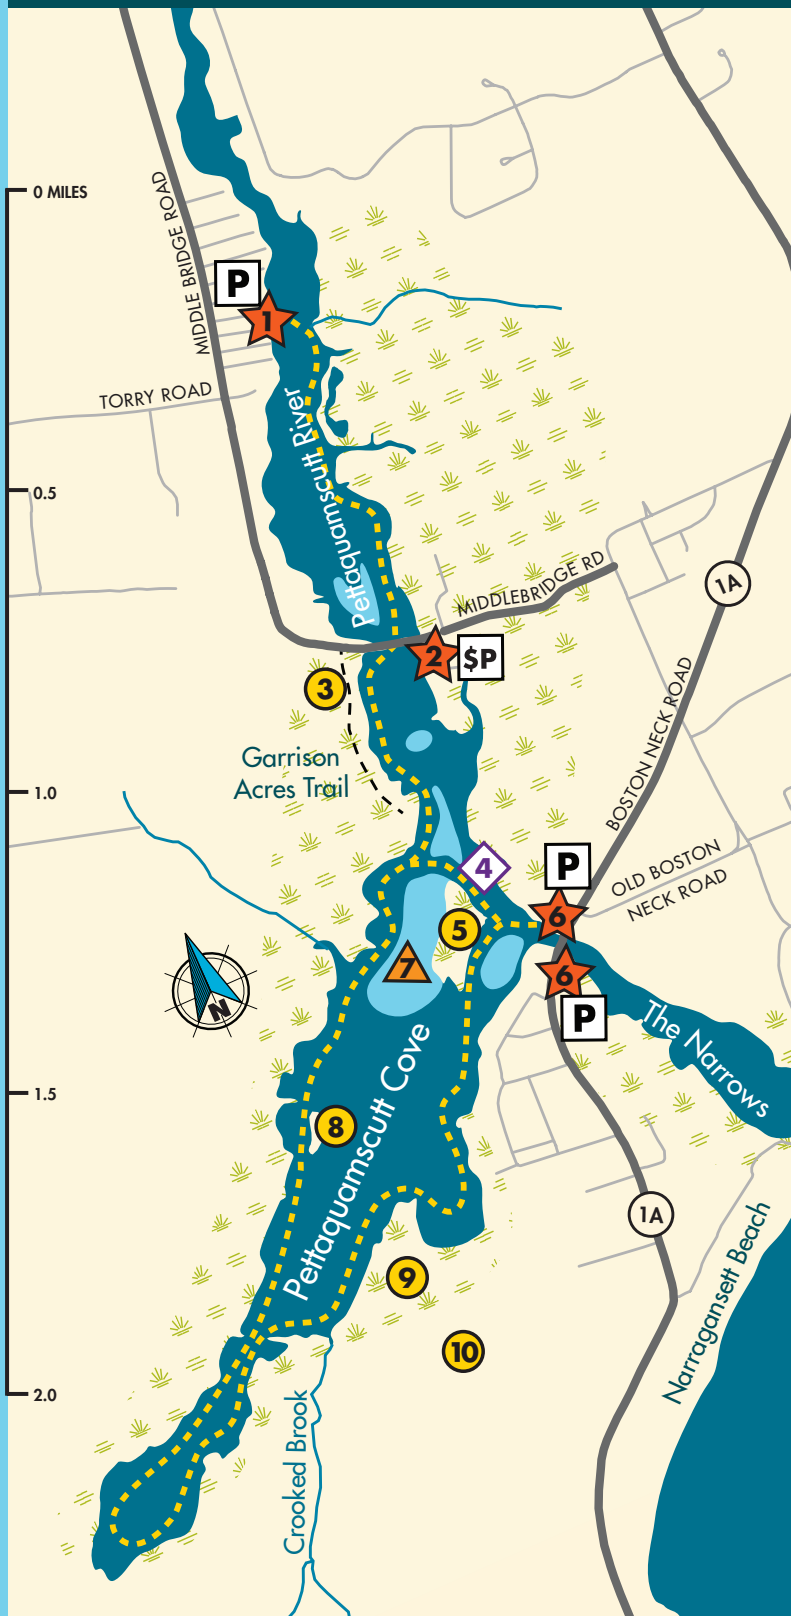 0 MILES
MIDDLE BRIDGE ROAD
P
1
TORRY ROAD
Pettaquamscutt River
0.5
MIDDLEBRIDGE RD
1A
2
$P
3
Garrison
Acres Trail
BOSTON NECK ROAD
1.0
4
P
OLD BOSTON
NECK ROAD
6
5
7
6
N
P
The Narrows
Pettaquamscutt Cove
1.5
8
1A
Narragansett Beach
9
10
2.0
Crooked Brook